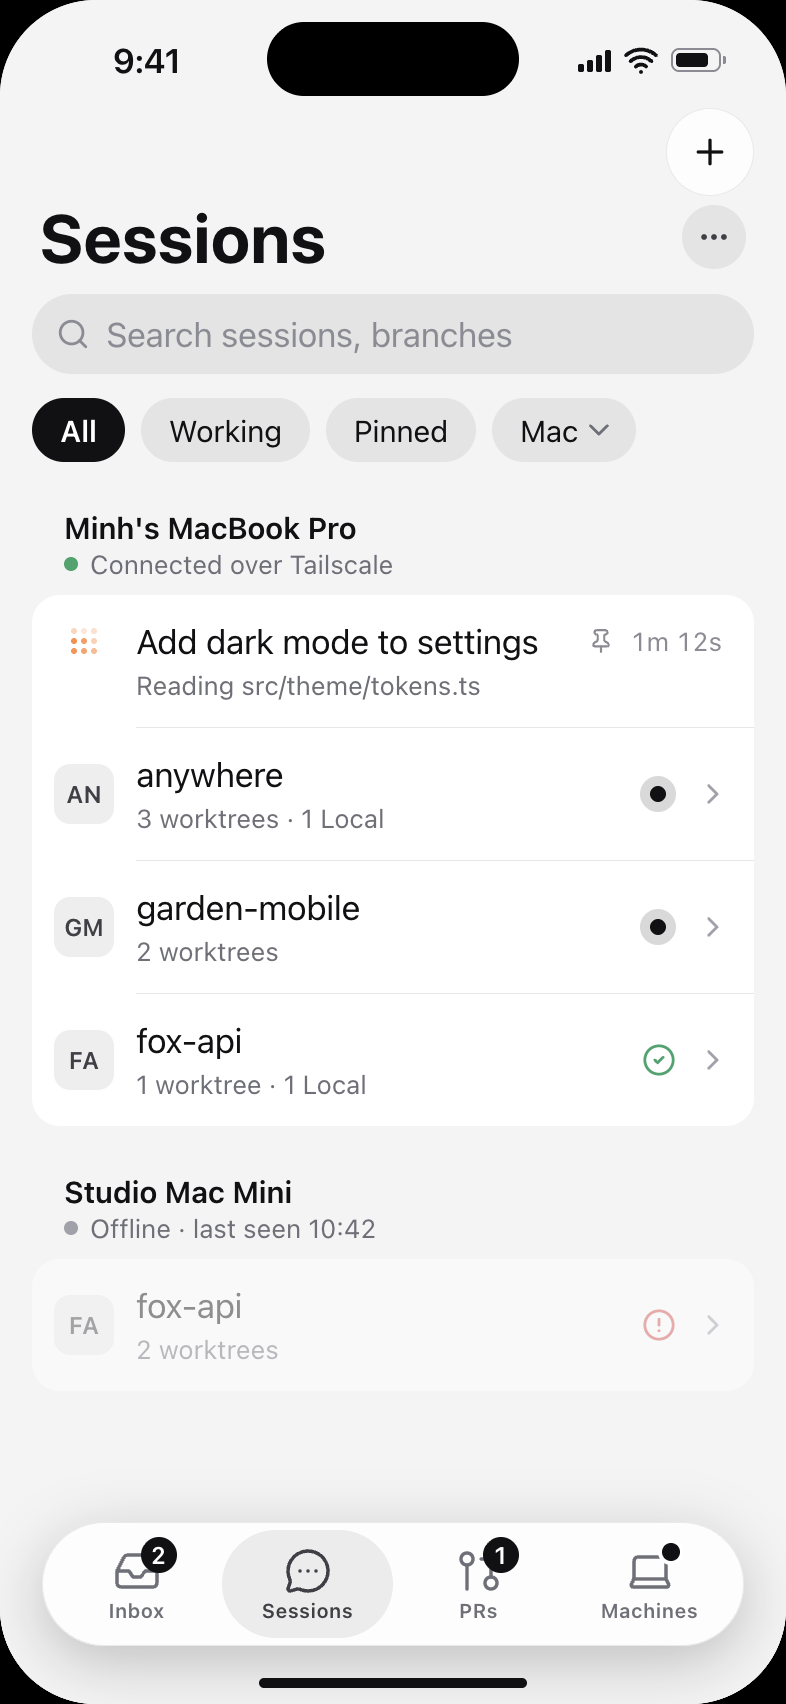 9:41
Sessions
Search sessions, branches
All
Working
Pinned
Mac
Minh's MacBook Pro
Connected over Tailscale
Add dark mode to settings
1m 12s
Reading src/theme/tokens.ts
AN
anywhere
3 worktrees · 1 Local
GM
garden-mobile
2 worktrees
FA
fox-api
1 worktree · 1 Local
Studio Mac Mini
Offline · last seen 10:42
FA
fox-api
2 worktrees
2
Inbox
Sessions
1
PRs
Machines